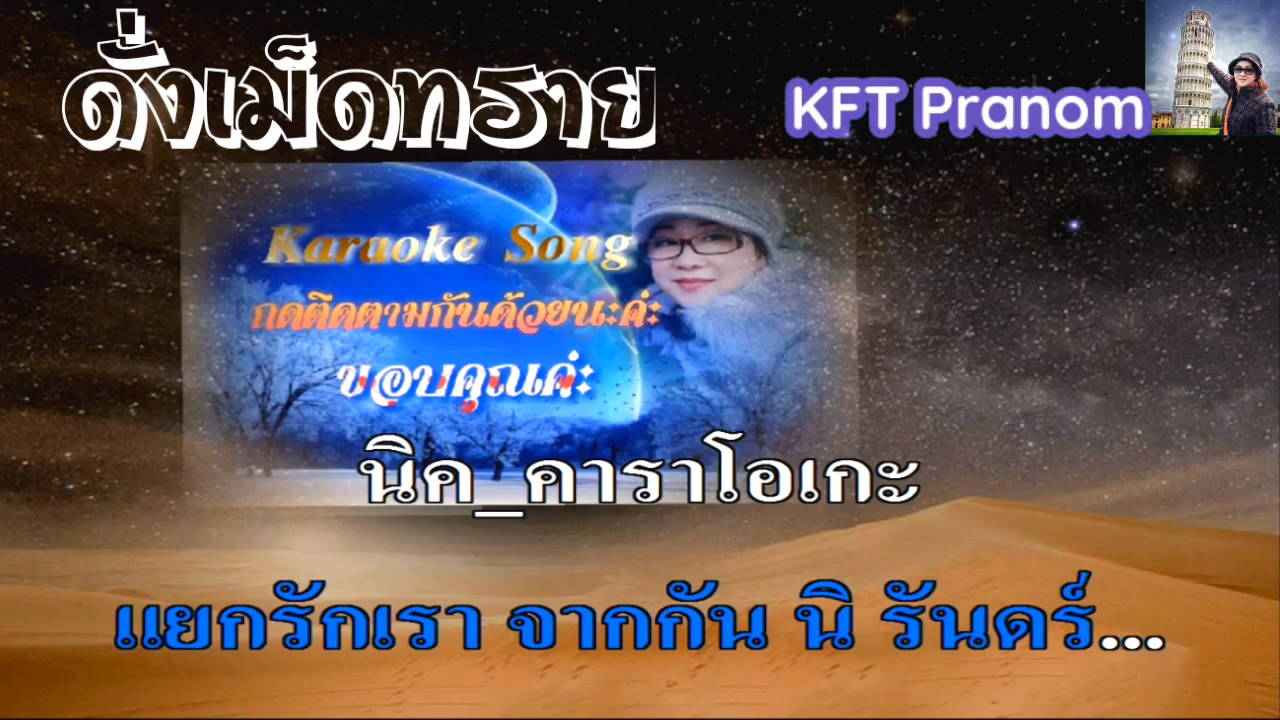 ดั่งเม็ดทราย
KFT Pranom
Karaoke Song
กดติดตามกันด้วยนะค่ะ
ขอบคุณค่ะ
นิค_คาราโอเกะ
แยกรักเรา จากกัน นิ รันดร์...